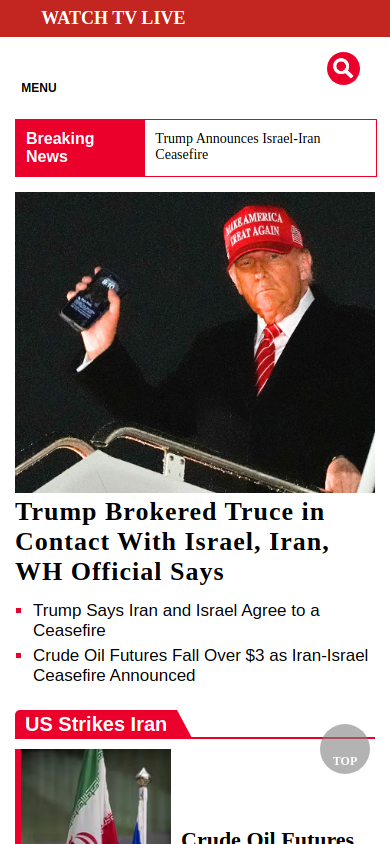 WATCH TV LIVE
MENU
Breaking
News
Trump Announces Israel-Iran
Ceasefire
MAKE AMERICA
GREAT AGAIN
Trump Brokered Truce in
Contact With Israel, Iran,
WH Official Says
Trump Says Iran and Israel Agree to a
Ceasefire
Crude Oil Futures Fall Over $3 as Iran-Israel
Ceasefire Announced
US Strikes Iran
TOP
Crude Oil Futures